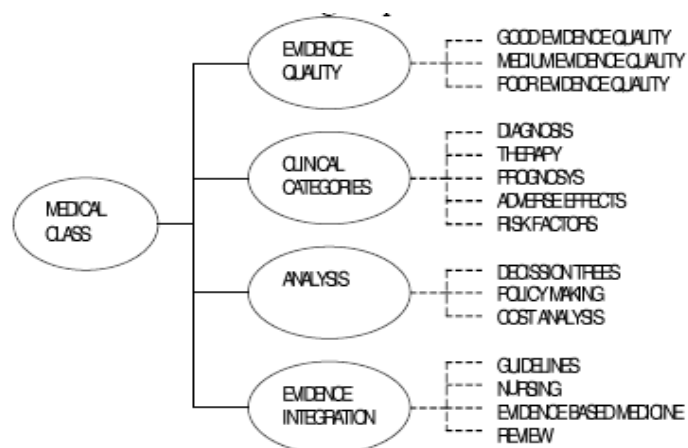 MEDICAL
CLASS
EVIDENCE
QUALITY
GOOD EVIDENCE QUALITY
MEDIUM EVIDENCE QUALITY
POOR EVIDENCE QUALITY
CLINICAL
CATEGORIES
DIAGNOSIS
THERAPY
PROGNOSYS
ADVERSE EFFECTS
RISK FACTORS
ANALYSIS
DECISSION TREES
POLICY MAKING
COST ANALYSIS
EVIDENCE
INTEGRATION
GUIDELINES
NURSING
EVIDENCE BASED MEDICINE
REVIEW